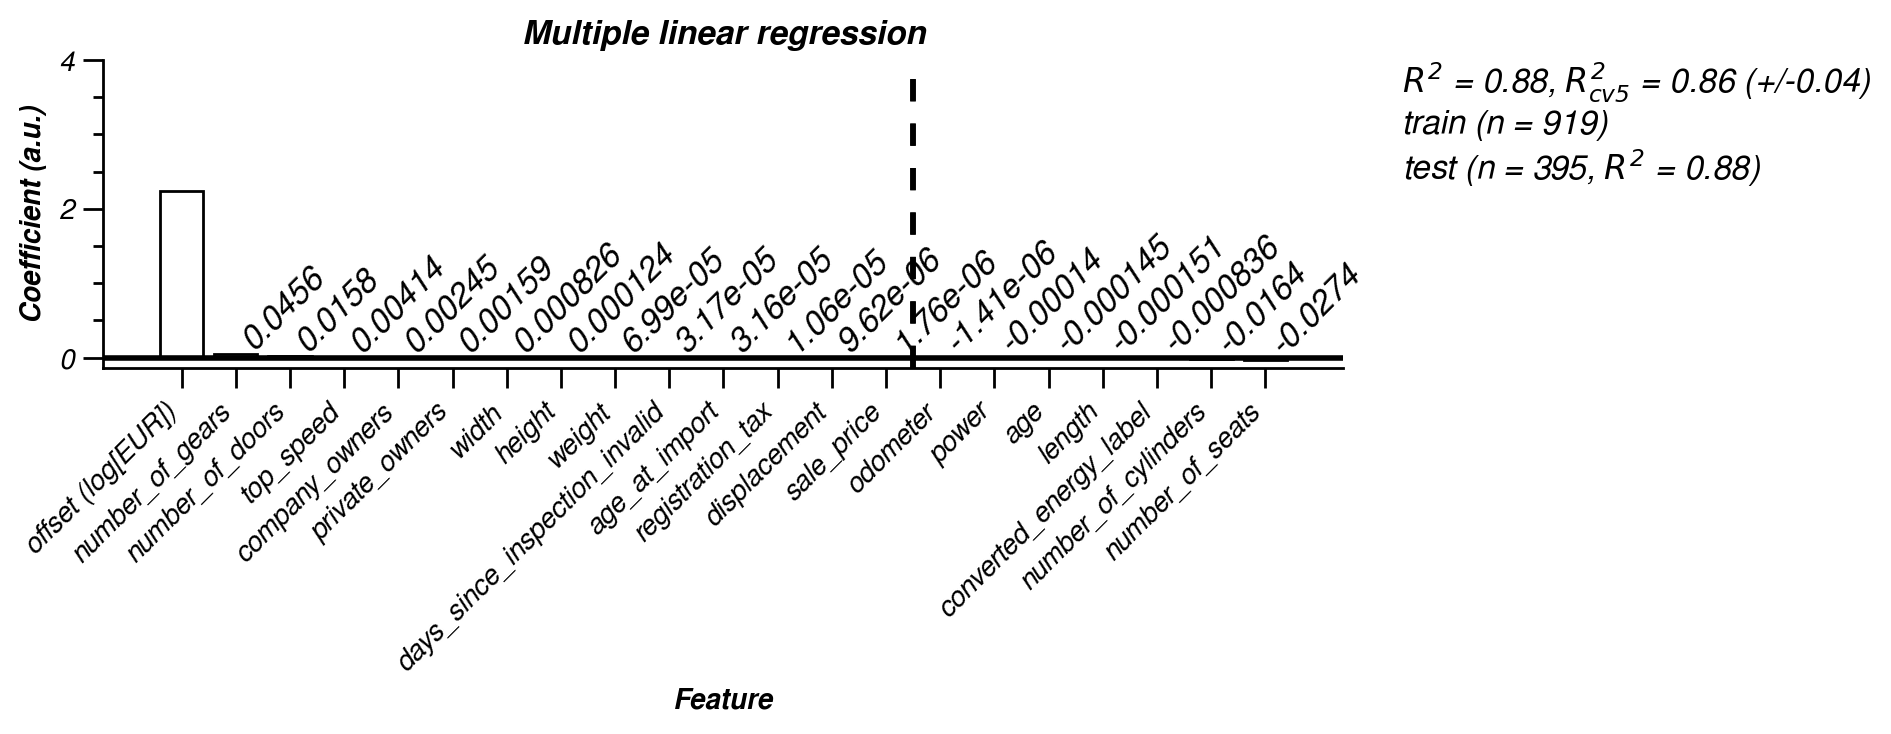 Multiple linear regression
Coefficient (a.u.)
4
2
0
0.0456
0.0158
0.00414
0.00245
0.00159
0.000826
0.000124
6.99e-05
3.17e-05
3.16e-05
1.06e-05
9.62e-06
1.76e-06
-1.41e-06
-0.00014
-0.000145
-0.000151
-0.000836
-0.0164
-0.0274
offset (log[EUR])
number_of_gears
number_of_doors
top_speed
company_owners
private_owners
width
height
weight
days_since_inspection_invalid
age_at_import
registration_tax
displacement
sale_price
odometer
power
age
length
converted_energy_label
number_of_cylinders
number_of_seats
Feature
R² = 0.88, R²cv5 = 0.86 (+/-0.04)
train (n = 919)
test (n = 395, R² = 0.88)